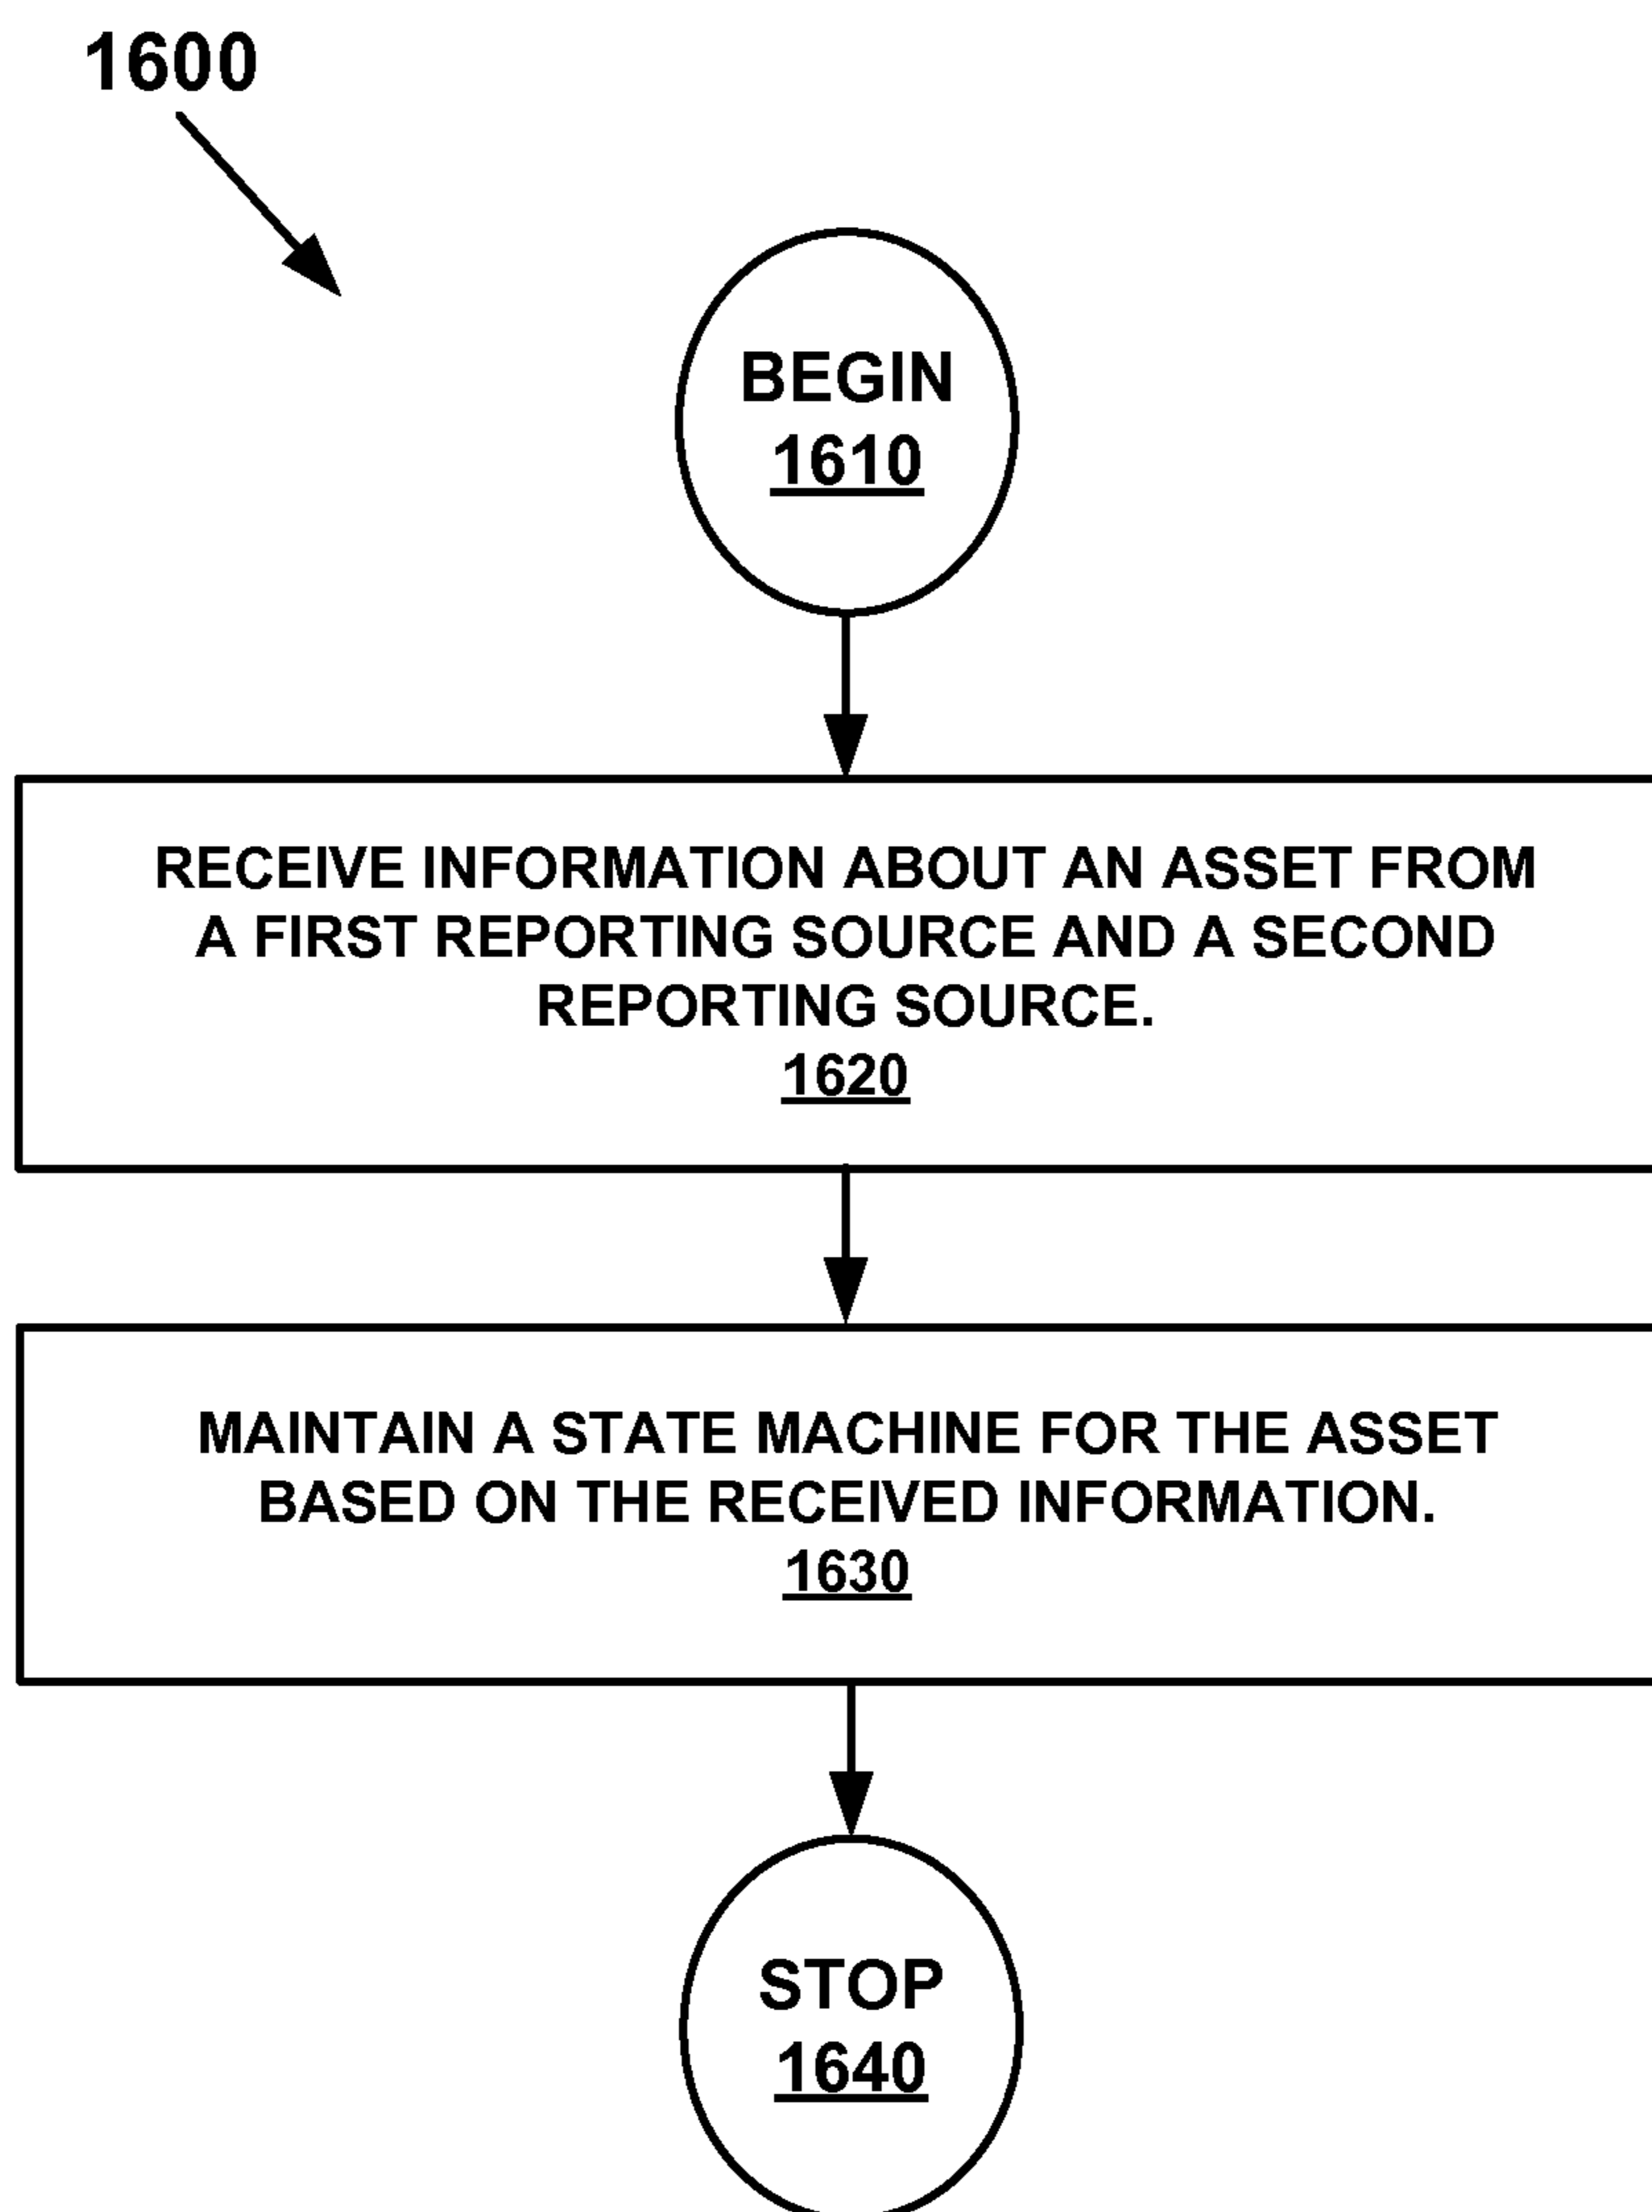 1600
BEGIN
1610
RECEIVE INFORMATION ABOUT AN ASSET FROM
A FIRST REPORTING SOURCE AND A SECOND
REPORTING SOURCE.
1620
MAINTAIN A STATE MACHINE FOR THE ASSET
BASED ON THE RECEIVED INFORMATION.
1630
STOP
1640